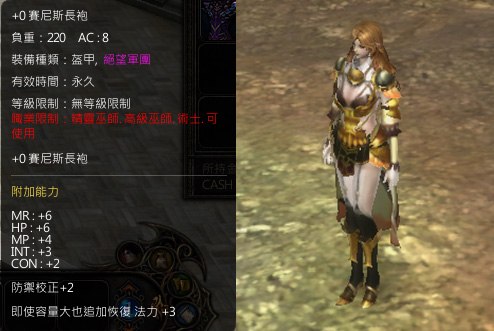 +0 賽尼斯長袍
負重：220 AC : 8
裝備種類：盔甲, 絕望軍團
有效時間：永久
等級限制：無等級限制
職業限制：精靈巫師,高級巫師,術士,可
使用
+0 賽尼斯長袍
附加能力
MR : +6
HP : +6
MP : +4
INT : +3
CON : +2
防禦校正+2
即使容量大也追加恢復 法力 +3
所持金
CASH